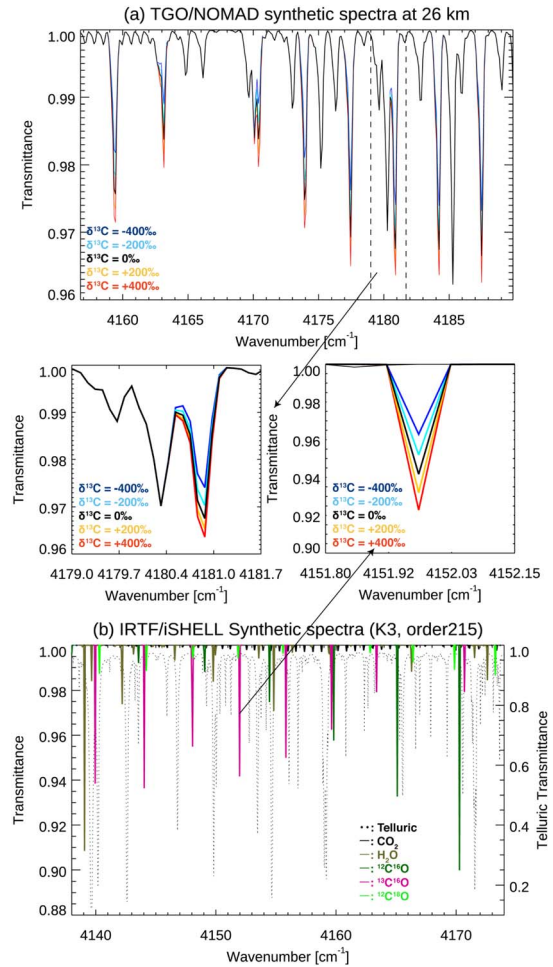 (a) TGO/NOMAD synthetic spectra at 26 km
1.00
0.99
0.98
0.97
0.96
Transmittance
δ¹³C = -400‰
δ¹³C = -200‰
δ¹³C = 0‰
δ¹³C = +200‰
δ¹³C = +400‰
4160 4165 4170 4175 4180 4185
Wavenumber [cm⁻¹]
1.00
0.99
0.98
0.97
0.96
Transmittance
δ¹³C = -400‰
δ¹³C = -200‰
δ¹³C = 0‰
δ¹³C = +200‰
δ¹³C = +400‰
4179.0 4179.7 4180.4 4181.0 4181.7
Wavenumber [cm⁻¹]
1.00
0.98
0.96
0.94
0.92
0.90
Transmittance
δ¹³C = -400‰
δ¹³C = -200‰
δ¹³C = 0‰
δ¹³C = +200‰
δ¹³C = +400‰
4151.80 4151.92 4152.03 4152.15
Wavenumber [cm⁻¹]
(b) IRTF/iSHELL Synthetic spectra (K3, order215)
1.00
0.98
0.96
0.94
0.92
0.90
0.88
Transmittance
1.0
0.8
0.6
0.4
0.2
Telluric Transmittance
: Telluric
: CO₂
: H₂O
: ¹²C¹⁶O
: ¹³C¹⁶O
: ¹²C¹⁸O
4140 4150 4160 4170
Wavenumber [cm⁻¹]